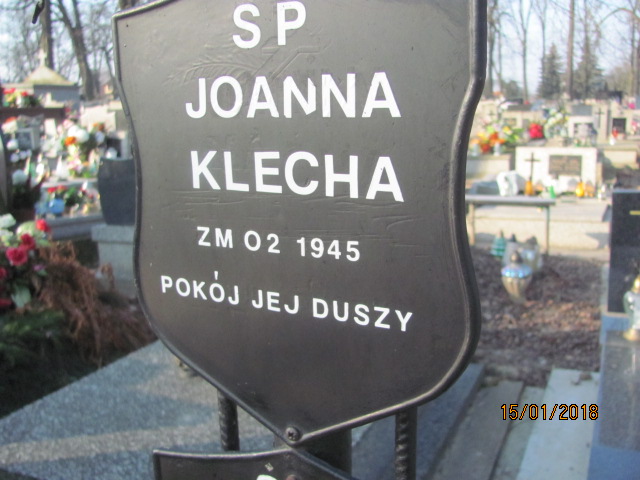 SP
JOANNA
KLECHA
ZM 02 1945
POKÓJ JEJ DUSZY
15/01/2018